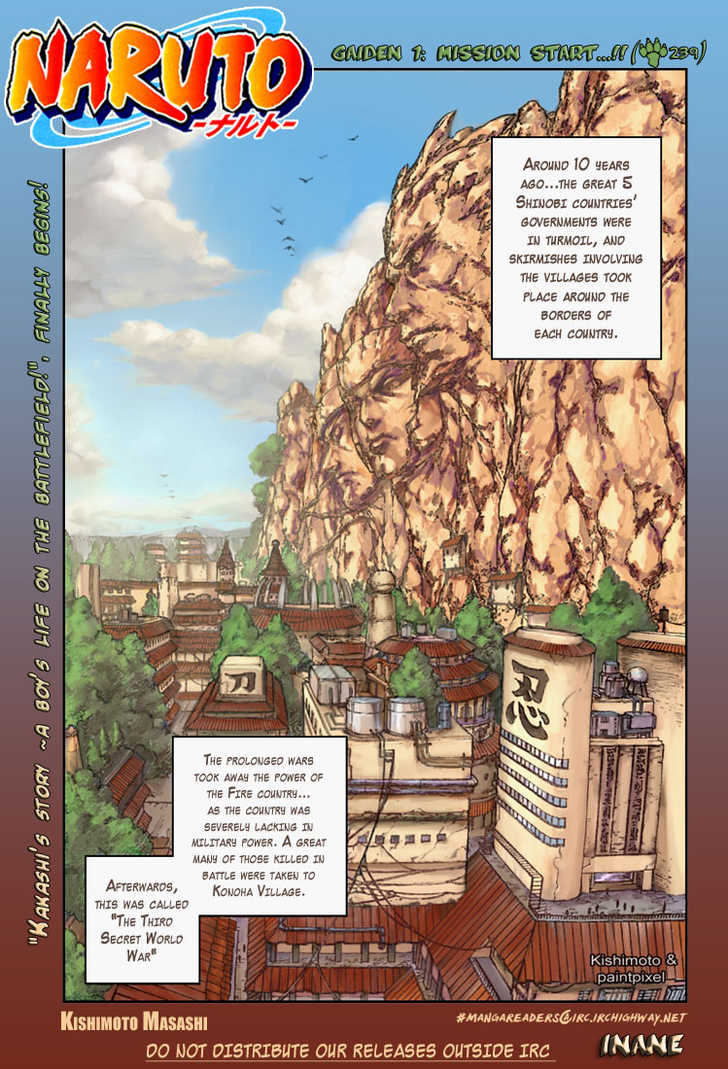 NARUTO
-ナルト-
GAIDEN 1: MISSION START...!! (239)
"KAKASHI'S STORY ~A BOY'S LIFE ON THE BATTLEFIELD!", FINALLY BEGINS!
AROUND 10 YEARS
AGO...THE GREAT 5
SHINOBI COUNTRIES'
GOVERNMENTS WERE
IN TURMOIL, AND
SKIRMISHES INVOLVING
THE VILLAGES TOOK
PLACE AROUND THE
BORDERS OF
EACH COUNTRY.
刀
忍
THE PROLONGED WARS
TOOK AWAY THE POWER OF
THE FIRE COUNTRY...
AS THE COUNTRY WAS
SEVERELY LACKING IN
MILITARY POWER. A GREAT
MANY OF THOSE KILLED IN
BATTLE WERE TAKEN TO
KONOHA VILLAGE.
AFTERWARDS,
THIS WAS CALLED
"THE THIRD
SECRET WORLD
WAR"
Kishimoto &
paintpixel
KISHIMOTO MASASHI
#MANGAREADERS@IRC.IRCHIGHWAY.NET
DO NOT DISTRIBUTE OUR RELEASES OUTSIDE IRC
INANE